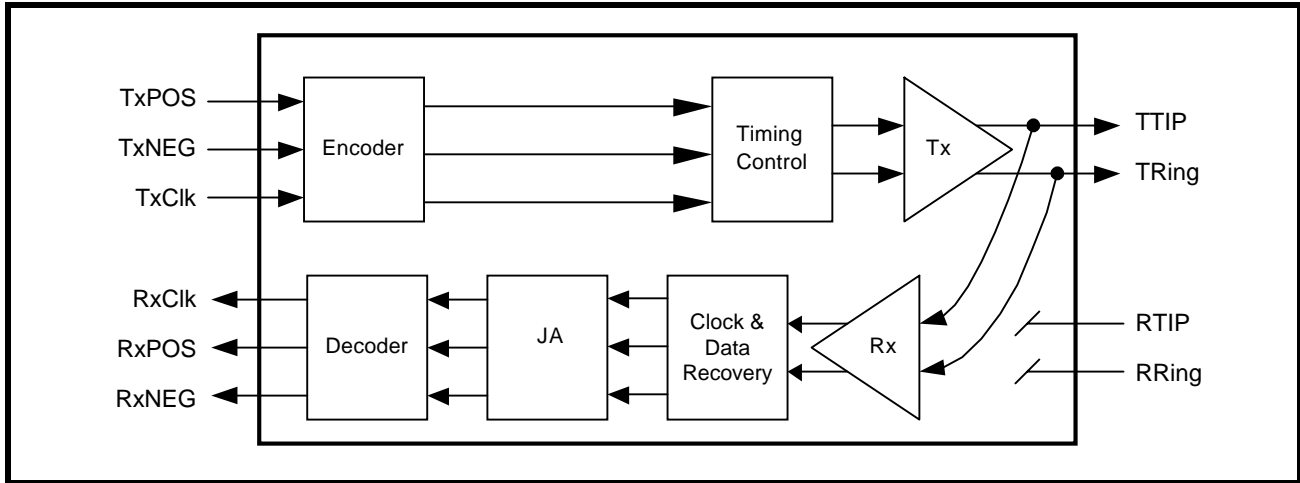 TxPOS
TxNEG
TxClk
Encoder
Timing
Control
Tx
TTIP
TRing
RxClk
RxPOS
RxNEG
Decoder
JA
Clock &
Data
Recovery
Rx
RTIP
RRing